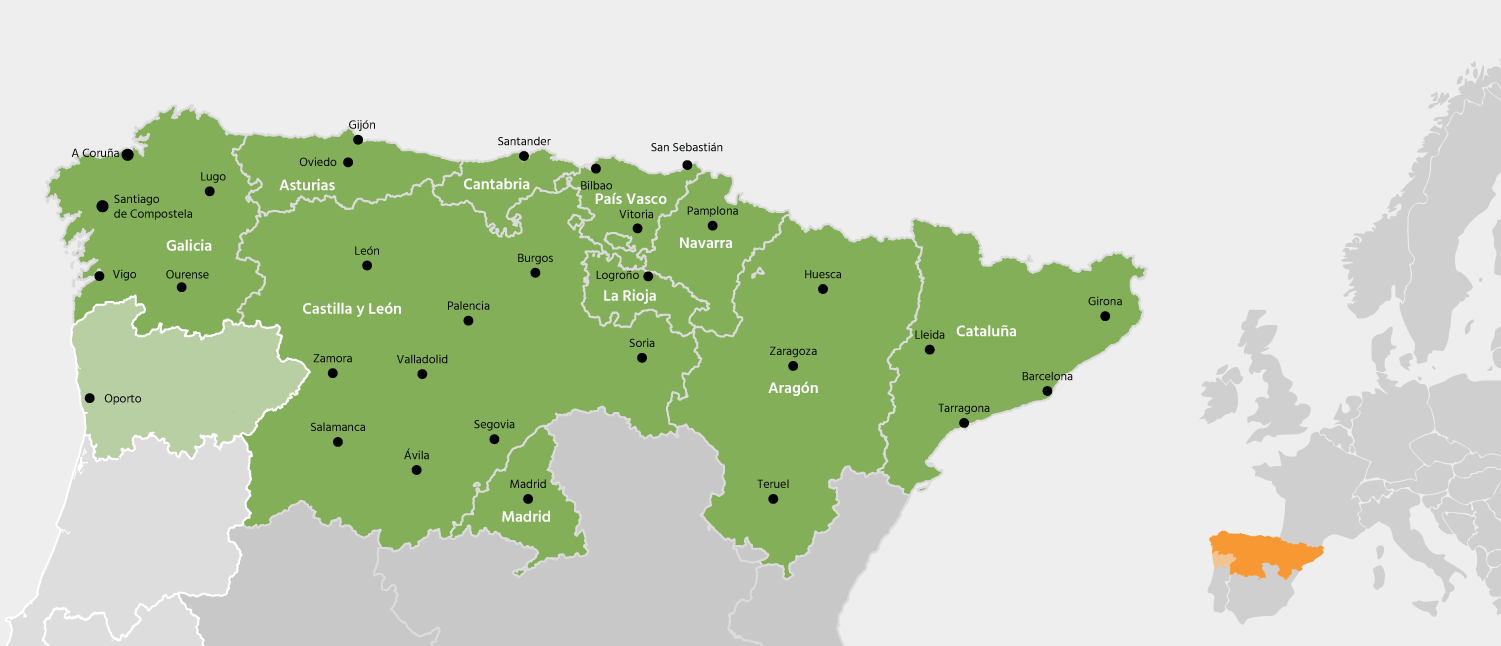 Gijón
Santander
San Sebastián
A Coruña
Oviedo
Bilbao
Lugo
Asturias
Cantabria
País Vasco
Santiago
de Compostela
Vitoria
Pamplona
Galicia
Navarra
León
Burgos
Vigo
Ourense
Logroño
Huesca
La Rioja
Castilla y León
Palencia
Girona
Cataluña
Lleida
Soria
Zaragoza
Zamora
Valladolid
Barcelona
Aragón
Oporto
Tarragona
Salamanca
Segovia
Ávila
Madrid
Teruel
Madrid